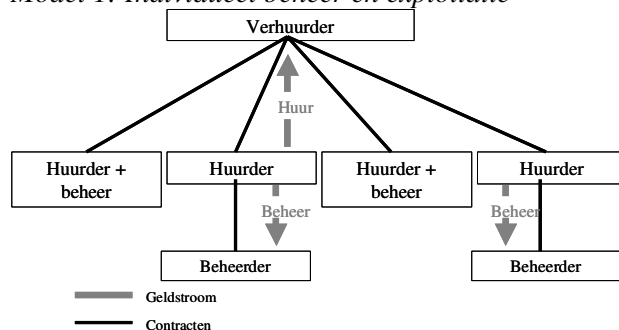 Model 1: Individueel beheer en exploitatie
Verhuurder
Huur
Huurder +
beheer
Huurder
Huurder +
beheer
Huurder
Beheer
Beheer
Beheerder
Beheerder
Geldstroom
Contracten